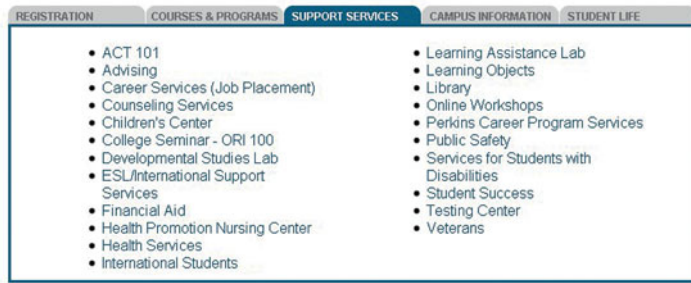 REGISTRATION COURSES & PROGRAMS SUPPORT SERVICES CAMPUS INFORMATION STUDENT LIFE
• ACT 101
• Advising
• Career Services (Job Placement)
• Counseling Services
• Children's Center
• College Seminar - ORI 100
• Developmental Studies Lab
• ESL/International Support
Services
• Financial Aid
• Health Promotion Nursing Center
• Health Services
• International Students
• Learning Assistance Lab
• Learning Objects
• Library
• Online Workshops
• Perkins Career Program Services
• Public Safety
• Services for Students with
Disabilities
• Student Success
• Testing Center
• Veterans